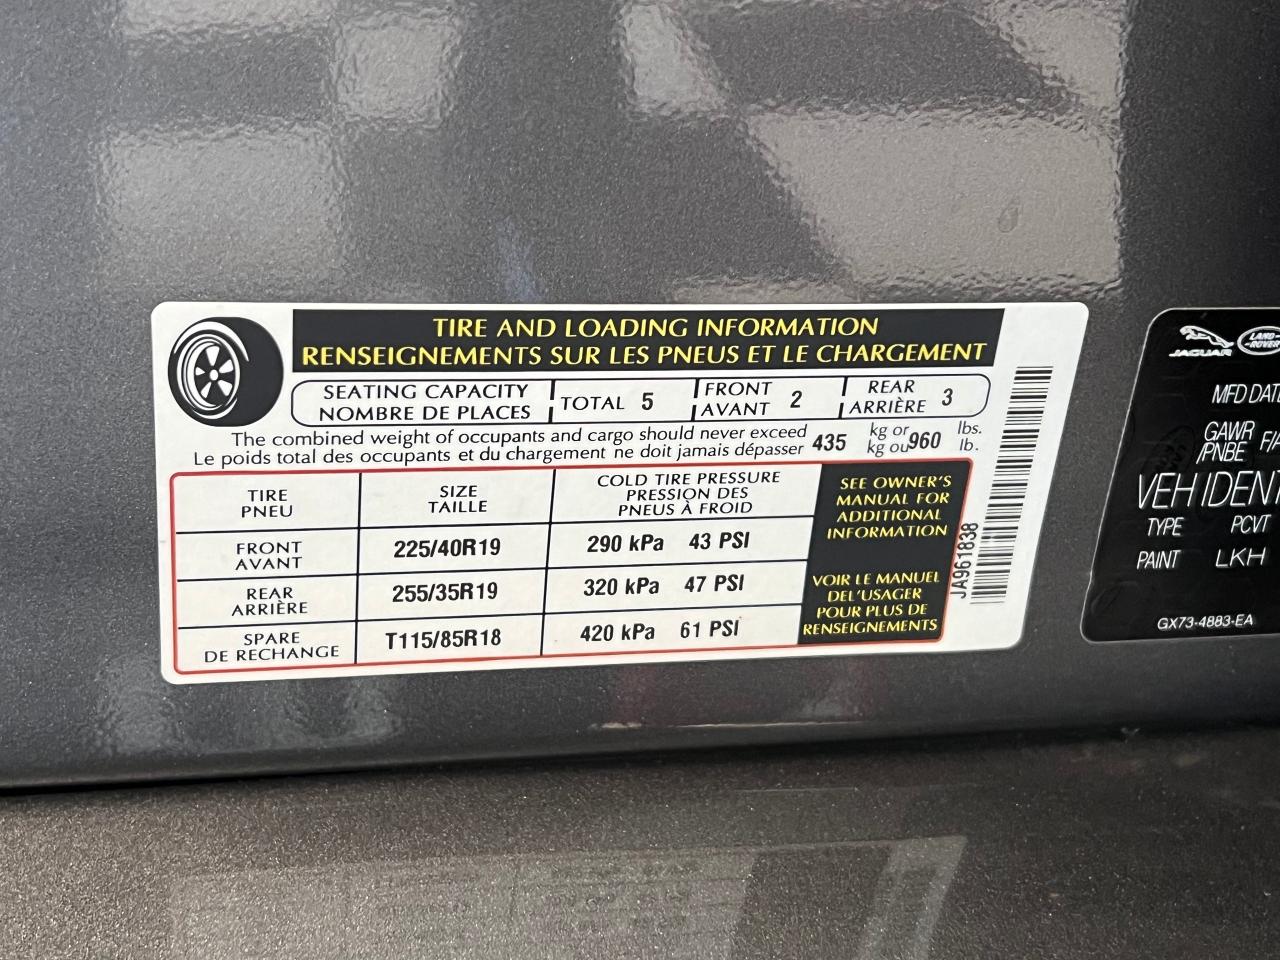 TIRE AND LOADING INFORMATION
RENSEIGNEMENTS SUR LES PNEUS ET LE CHARGEMENT
SEATING CAPACITY
NOMBRE DE PLACES
TOTAL 5
FRONT
AVANT 2
REAR
ARRIÈRE 3
The combined weight of occupants and cargo should never exceed
Le poids total des occupants et du chargement ne doit jamais dépasser
435 kg or 960 lbs.
kg ou lb.
TIRE
PNEU
SIZE
TAILLE
COLD TIRE PRESSURE
PRESSION DES
PNEUS À FROID
FRONT
AVANT
225/40R19
290 kPa 43 PSI
REAR
ARRIÈRE
255/35R19
320 kPa 47 PSI
SPARE
DE RECHANGE
T115/85R18
420 kPa 61 PSI
SEE OWNER'S
MANUAL FOR
ADDITIONAL
INFORMATION
VOIR LE MANUEL
DEL'USAGER
POUR PLUS DE
RENSEIGNEMENTS
JA961838
JAGUAR
LAND-
-ROVER
MFD DATE
GAWR
/PNBE F/A
VEH IDENT
TYPE PCVT
PAINT LKH
GX73-4883-EA